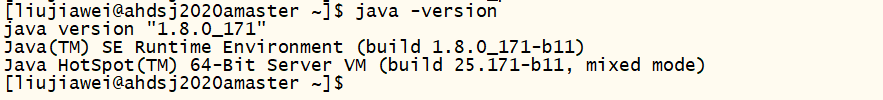 [liujiawei@ahdsj2020amaster ~]$ java -version
java version "1.8.0_171"
Java(TM) SE Runtime Environment (build 1.8.0_171-b11)
Java HotSpot(TM) 64-Bit Server VM (build 25.171-b11, mixed mode)
[liujiawei@ahdsj2020amaster ~]$